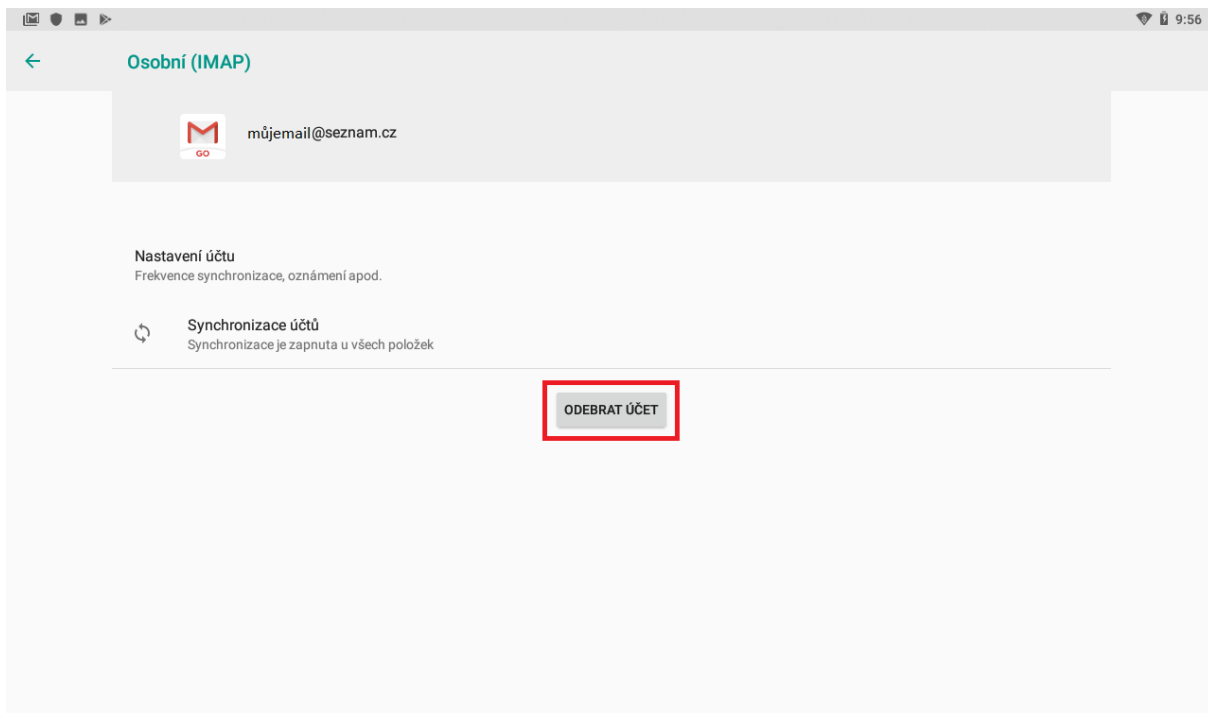 9:56
Osobní (IMAP)
můjemail@seznam.cz
GO
Nastavení účtu
Frekvence synchronizace, oznámení apod.
Synchronizace účtů
Synchronizace je zapnuta u všech položek
ODEBRAT ÚČET